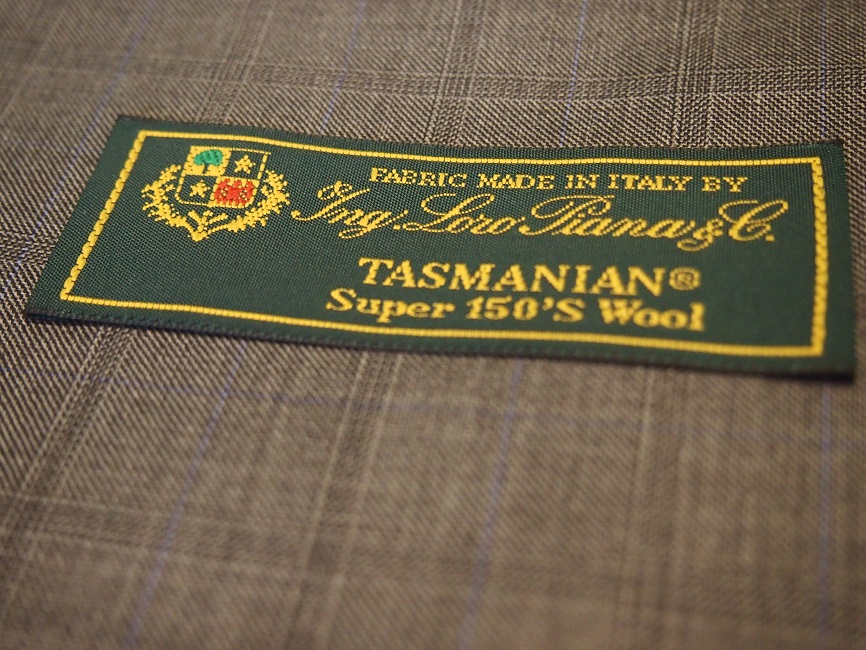 FABRIC MADE IN ITALY BY
Ing. Loro Piana & C.
TASMANIAN®
Super 150'S Wool